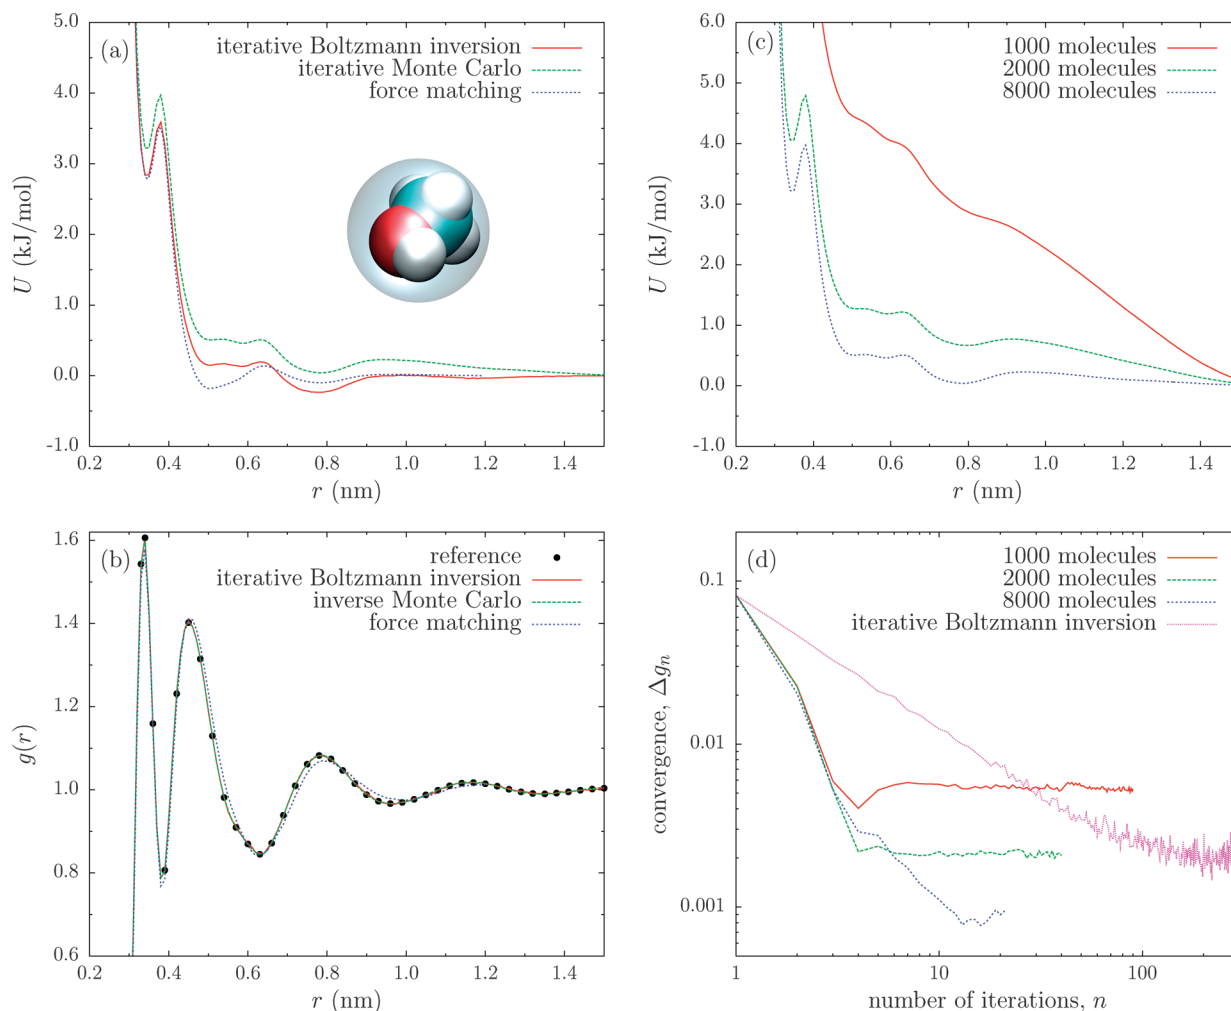 (a)
iterative Boltzmann inversion
iterative Monte Carlo
force matching
5.0
4.0
3.0
2.0
1.0
0.0
-1.0
U (kJ/mol)
0.2 0.4 0.6 0.8 1.0 1.2 1.4
r (nm)
(c)
1000 molecules
2000 molecules
8000 molecules
6.0
5.0
4.0
3.0
2.0
1.0
0.0
-1.0
U (kJ/mol)
0.2 0.4 0.6 0.8 1.0 1.2 1.4
r (nm)
(b)
reference
iterative Boltzmann inversion
inverse Monte Carlo
force matching
1.6
1.4
1.2
1.0
0.8
0.6
g(r)
0.2 0.4 0.6 0.8 1.0 1.2 1.4
r (nm)
(d)
1000 molecules
2000 molecules
8000 molecules
iterative Boltzmann inversion
0.1
0.01
0.001
convergence, Δgn
1 10 100
number of iterations, n